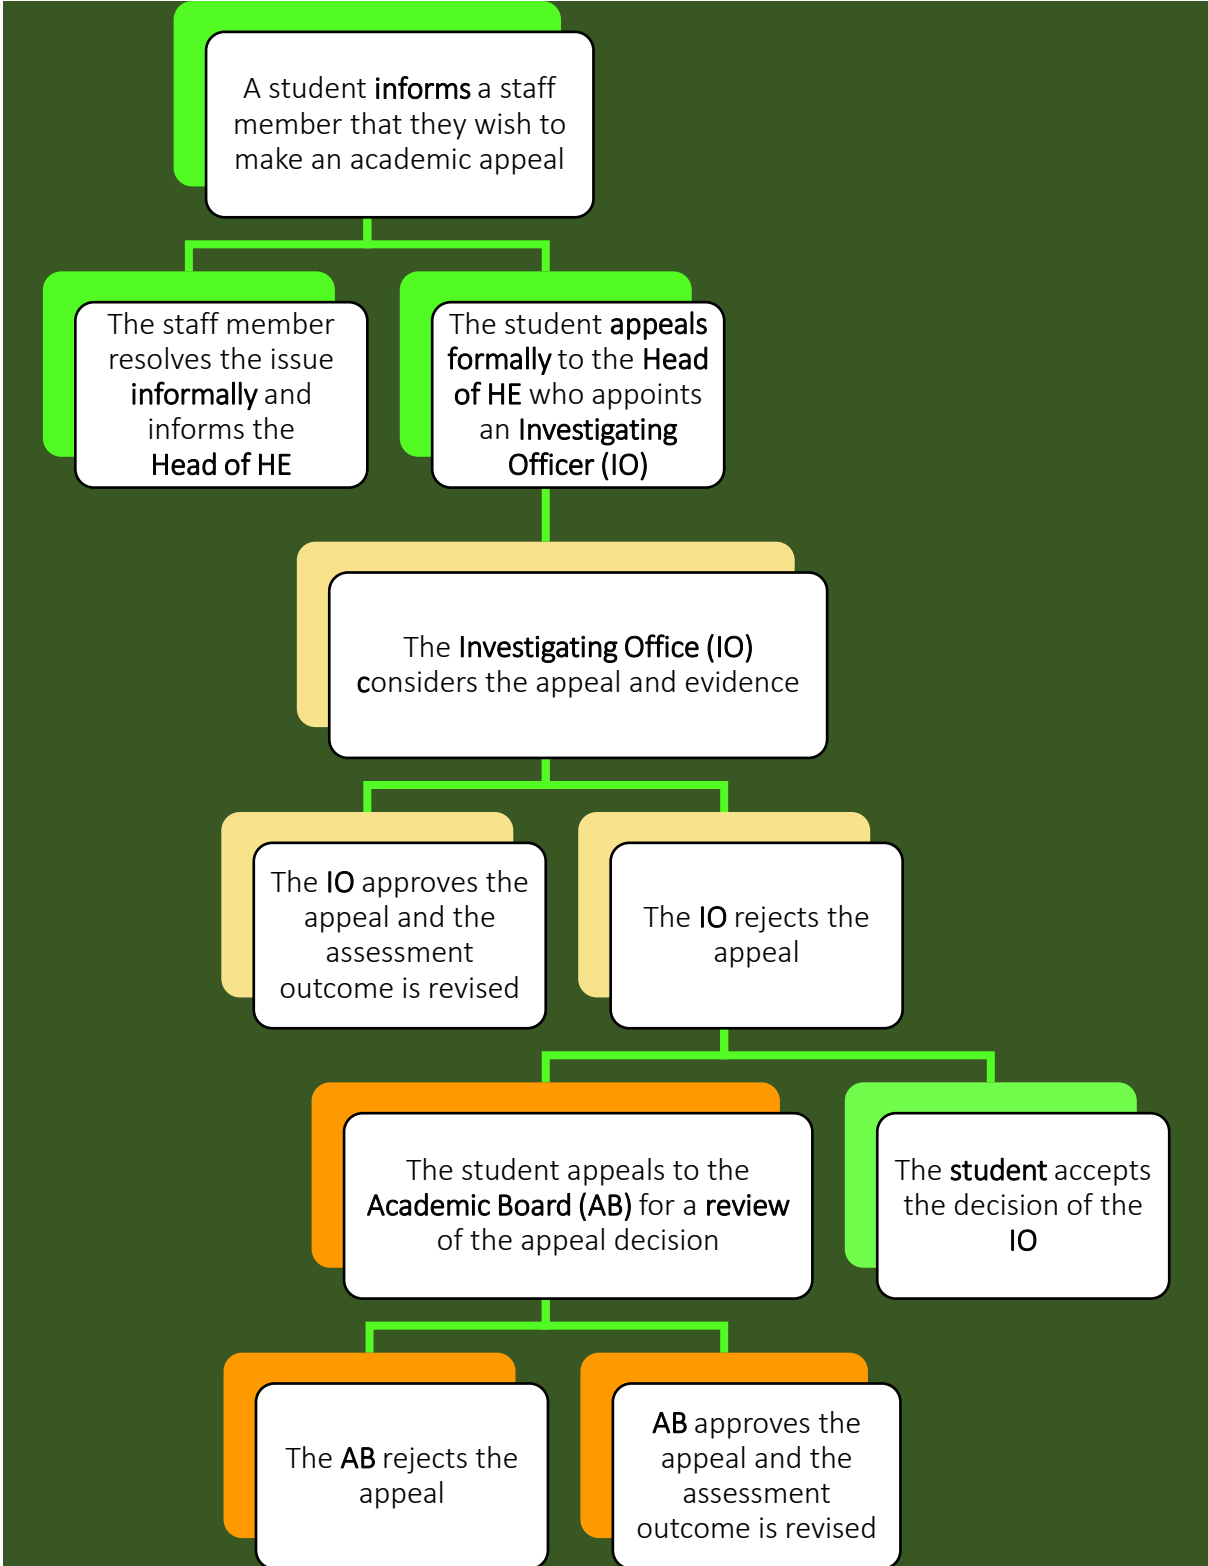 A student informs a staff
member that they wish to
make an academic appeal
The staff member
resolves the issue
informally and
informs the
Head of HE
The student appeals
formally to the Head
of HE who appoints
an Investigating
Officer (IO)
The Investigating Office (IO)
considers the appeal and evidence
The IO approves the
appeal and the
assessment
outcome is revised
The IO rejects the
appeal
The student appeals to the
Academic Board (AB) for a review
of the appeal decision
The student accepts
the decision of the
IO
The AB rejects the
appeal
AB approves the
appeal and the
assessment
outcome is revised